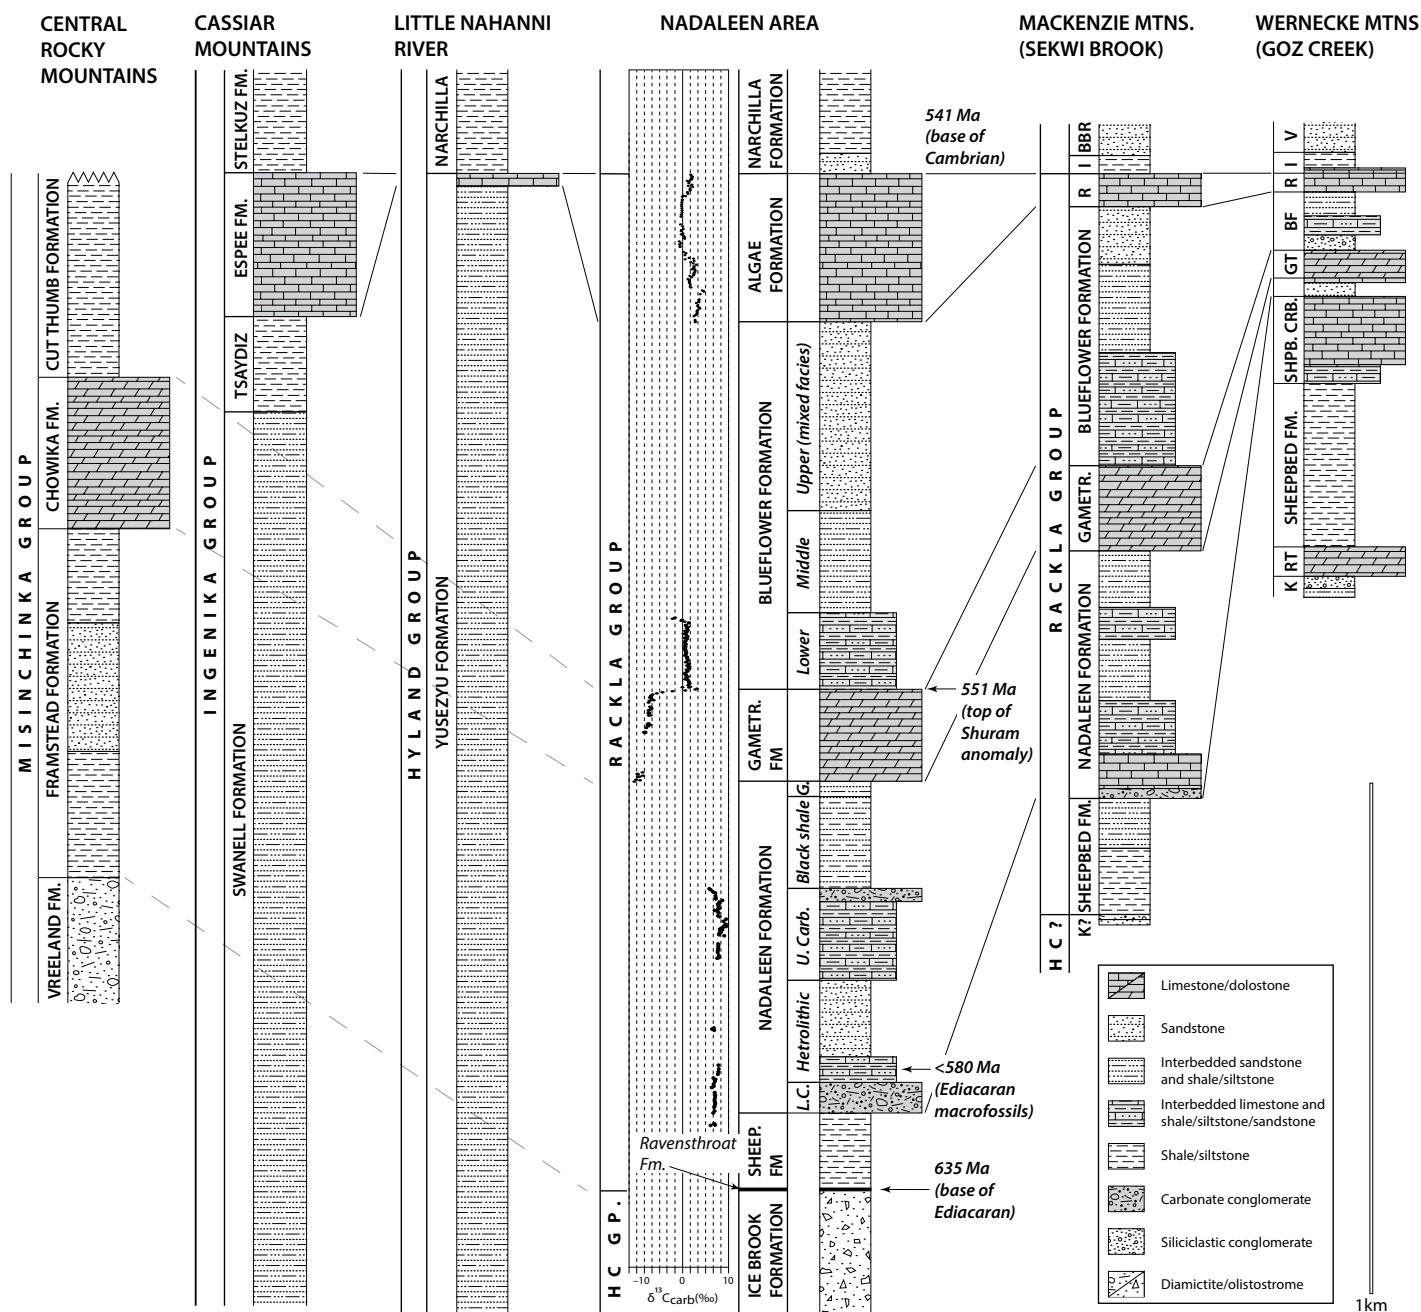 CENTRAL
ROCKY
MOUNTAINS
CASSIAR
MOUNTAINS
LITTLE NAHANNI
RIVER
NADALEEN AREA
MACKENZIE MTNS.
(SEKWI BROOK)
WERNECKE MTNS
(GOZ CREEK)
MISINCHINKA GROUP
CUT THUMB FORMATION
CHOWIKA FM.
FRAMSTEAD FORMATION
VREELAND FM.
INGENIKA GROUP
STELKUZ FM.
ESPEE FM.
TSAYDIZ
SWANELL FORMATION
HYLAND GROUP
NARCHILLA
YUSEZYU FORMATION
RACKLA GROUP
HC GP.
-10 0 10
δ13Ccarb(‰)
NARCHILLA
FORMATION
ALGAE
FORMATION
BLUEFLOWER FORMATION
Upper (mixed facies)
Middle
Lower
GAMETR.
FM
NADALEEN FORMATION
G.
Black shale
U. Carb.
Hetrolithic
L.C.
SHEEP.
FM
ICE BROOK
FORMATION
Ravensthroat
Fm.
541 Ma
(base of
Cambrian)
551 Ma
(top of
Shuram
anomaly)
<580 Ma
(Ediacaran
macrofossils)
635 Ma
(base of
Ediacaran)
RACKLA GROUP
HC?
BBR
I
R
BLUEFLOWER FORMATION
GAMETR.
NADALEEN FORMATION
SHEEPBED FM.
K?
V
I
R
BF
GT
SHPB. CRB.
SHEEPBED FM.
RT
K
Limestone/dolostone
Sandstone
Interbedded sandstone
and shale/siltstone
Interbedded limestone and
shale/siltstone/sandstone
Shale/siltstone
Carbonate conglomerate
Siliciclastic conglomerate
Diamictite/olistostrome
1km